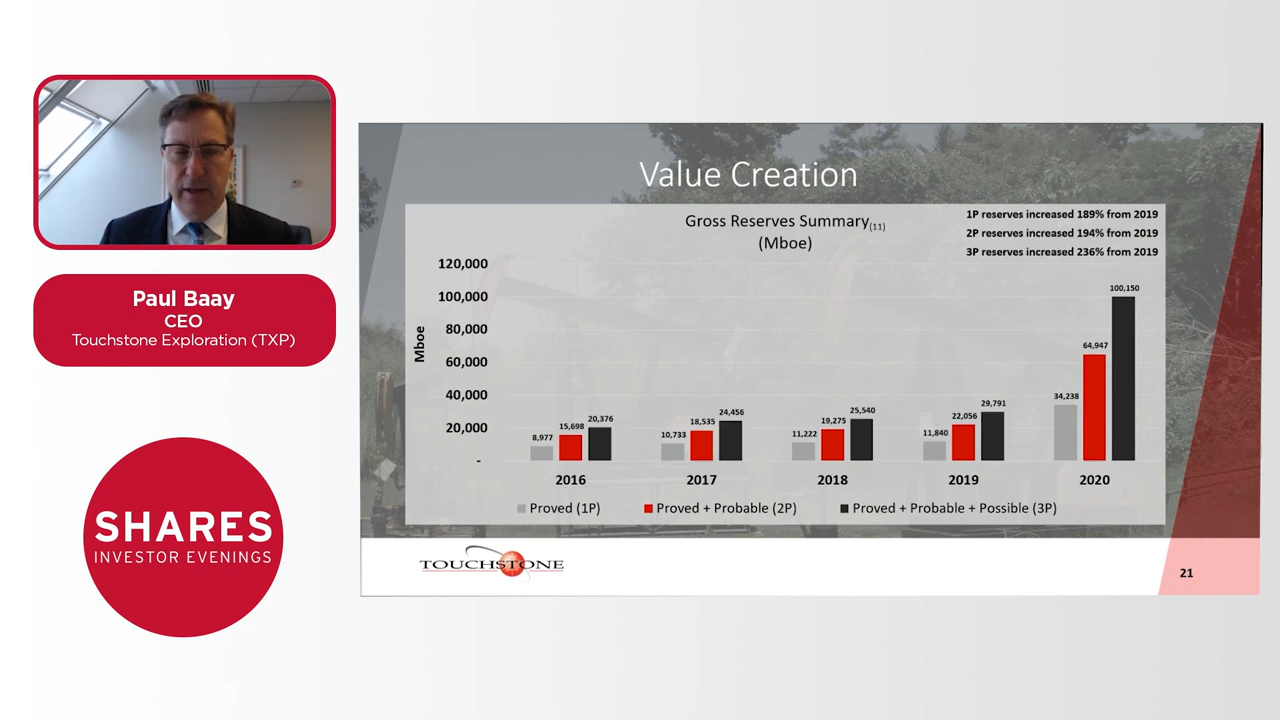 Paul Baay
CEO
Touchstone Exploration (TXP)
SHARES
INVESTOR EVENINGS
Value Creation
Gross Reserves Summary(11)
(Mboe)
1P reserves increased 189% from 2019
2P reserves increased 194% from 2019
3P reserves increased 236% from 2019
Mboe
120,000
100,000
80,000
60,000
40,000
20,000
-
8,977
15,698
20,376
10,733
18,535
24,456
11,222
19,275
25,540
11,840
22,056
29,791
34,238
64,947
100,150
2016
2017
2018
2019
2020
Proved (1P)
Proved + Probable (2P)
Proved + Probable + Possible (3P)
TOUCHSTONE
21